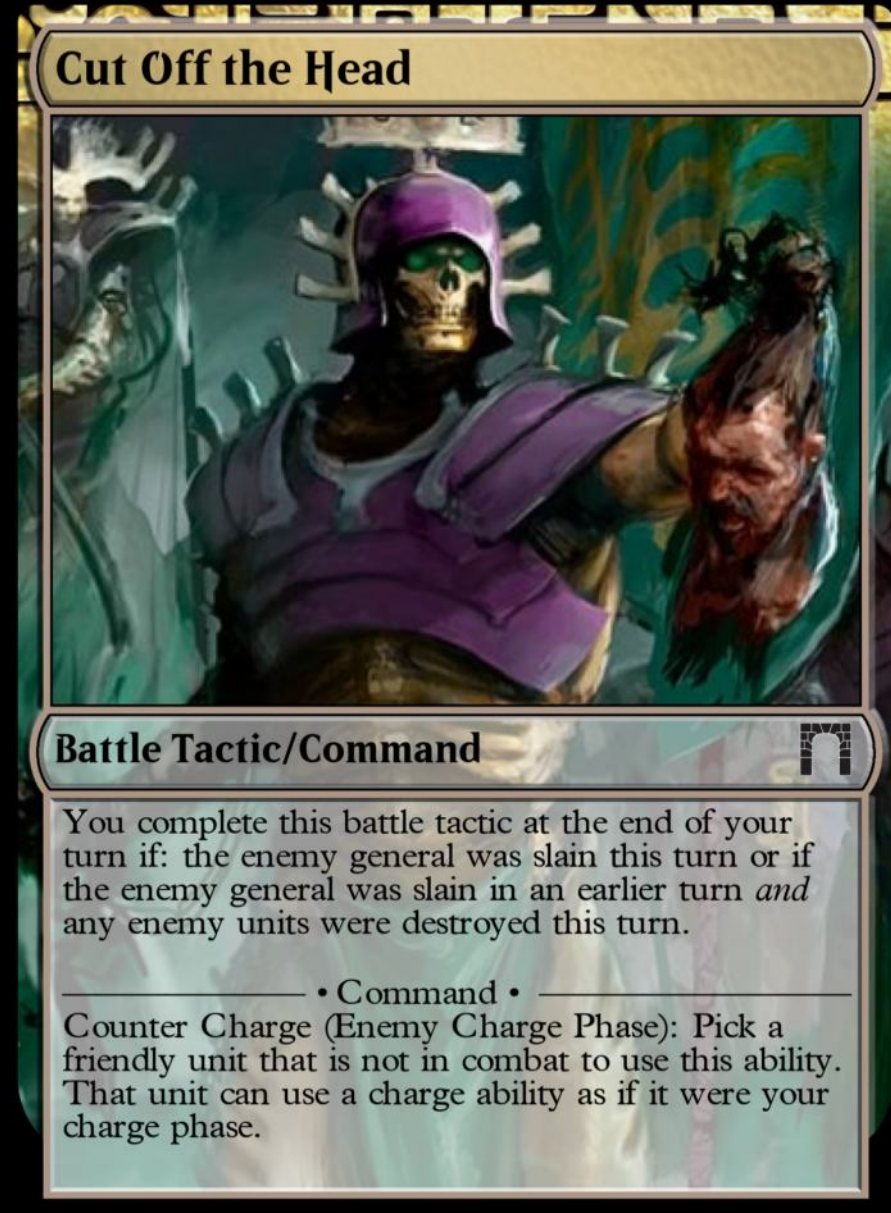 Cut Off the Head
Battle Tactic/Command
You complete this battle tactic at the end of your
turn if: the enemy general was slain this turn or if
the enemy general was slain in an earlier turn and
any enemy units were destroyed this turn.
• Command •
Counter Charge (Enemy Charge Phase): Pick a
friendly unit that is not in combat to use this ability.
That unit can use a charge ability as if it were your
charge phase.